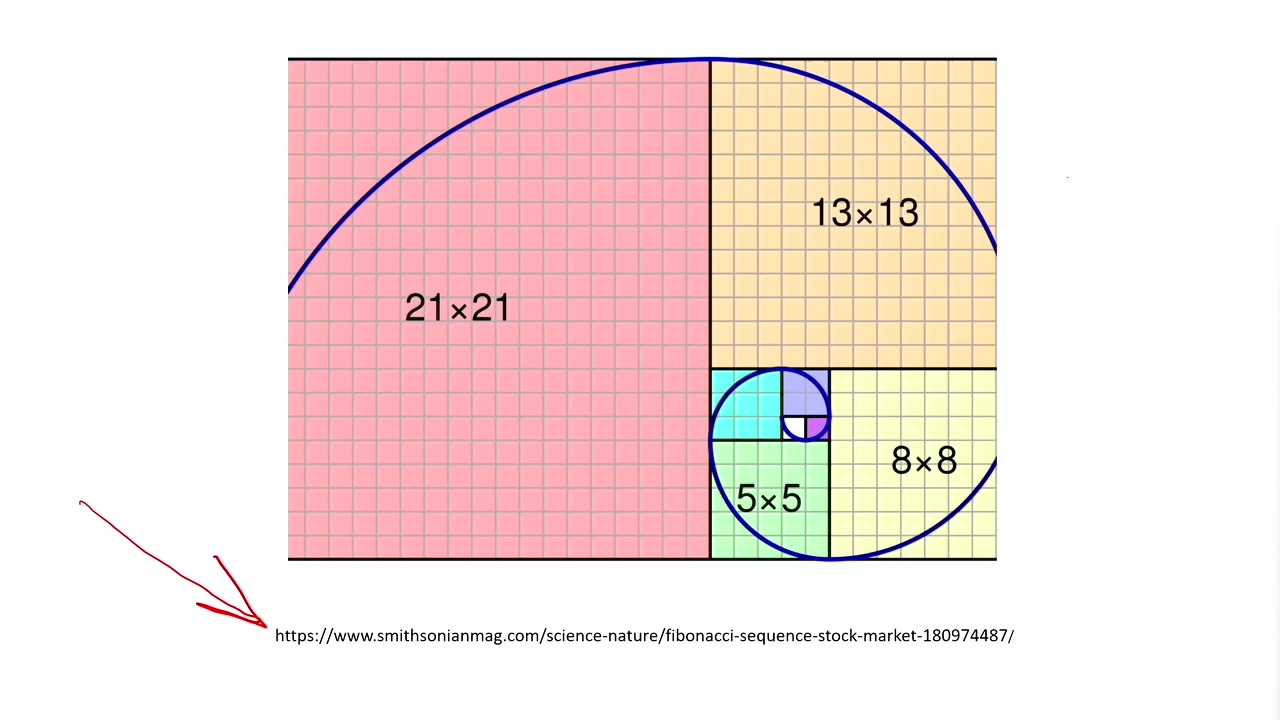 13×13
21×21
8×8
5×5
https://www.smithsonianmag.com/science-nature/fibonacci-sequence-stock-market-180974487/